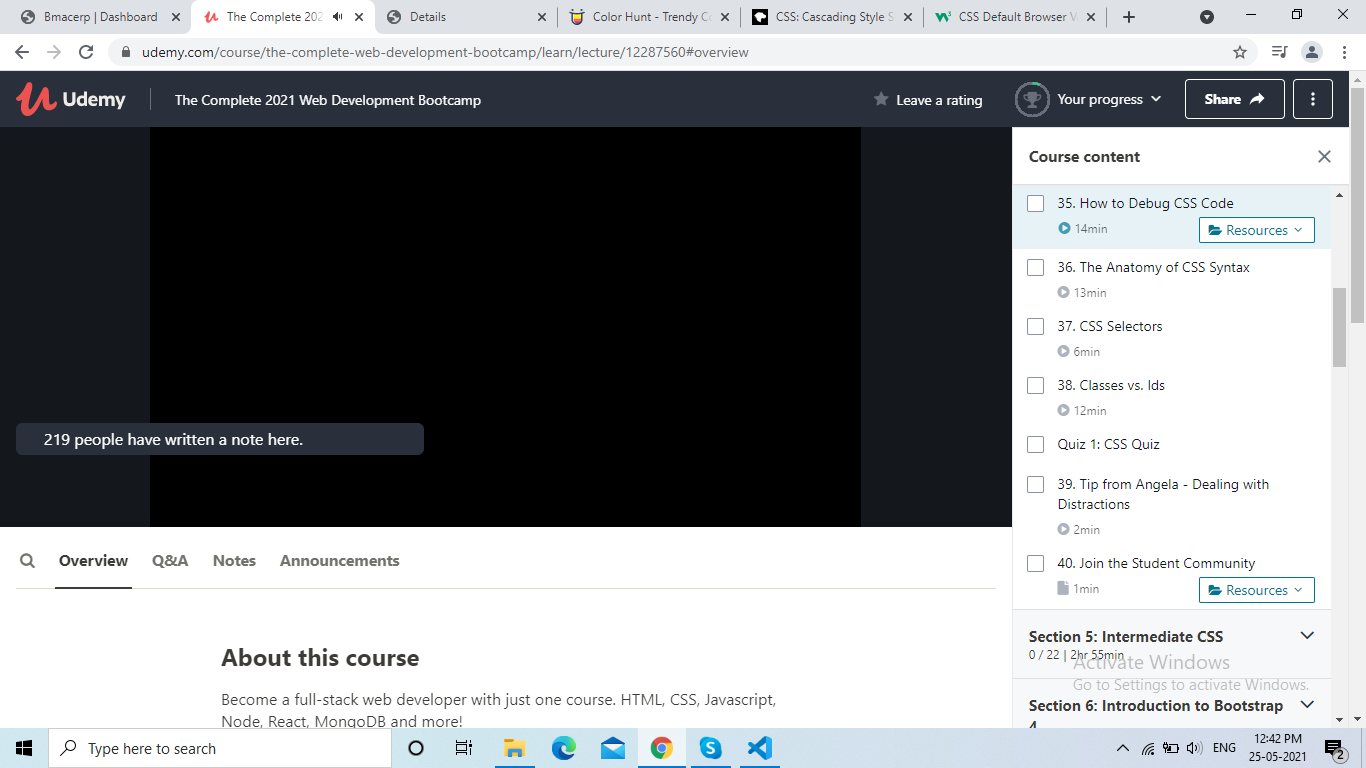 Bmacerp | Dashboard
The Complete 202
Details
Color Hunt - Trendy C
CSS: Cascading Style S
CSS Default Browser V
udemy.com/course/the-complete-web-development-bootcamp/learn/lecture/12287560#overview
Udemy
The Complete 2021 Web Development Bootcamp
Leave a rating
Your progress
Share
Course content
35. How to Debug CSS Code
14min
Resources
36. The Anatomy of CSS Syntax
13min
37. CSS Selectors
6min
38. Classes vs. Ids
12min
Quiz 1: CSS Quiz
39. Tip from Angela - Dealing with
Distractions
2min
40. Join the Student Community
1min
Resources
Section 5: Intermediate CSS
0 / 22 | 2hr 55min
Section 6: Introduction to Bootstrap
4
219 people have written a note here.
Overview
Q&A
Notes
Announcements
About this course
Become a full-stack web developer with just one course. HTML, CSS, Javascript,
Node, React, MongoDB and more!
Activate Windows
Go to Settings to activate Windows.
Type here to search
ENG
12:42 PM
25-05-2021
2